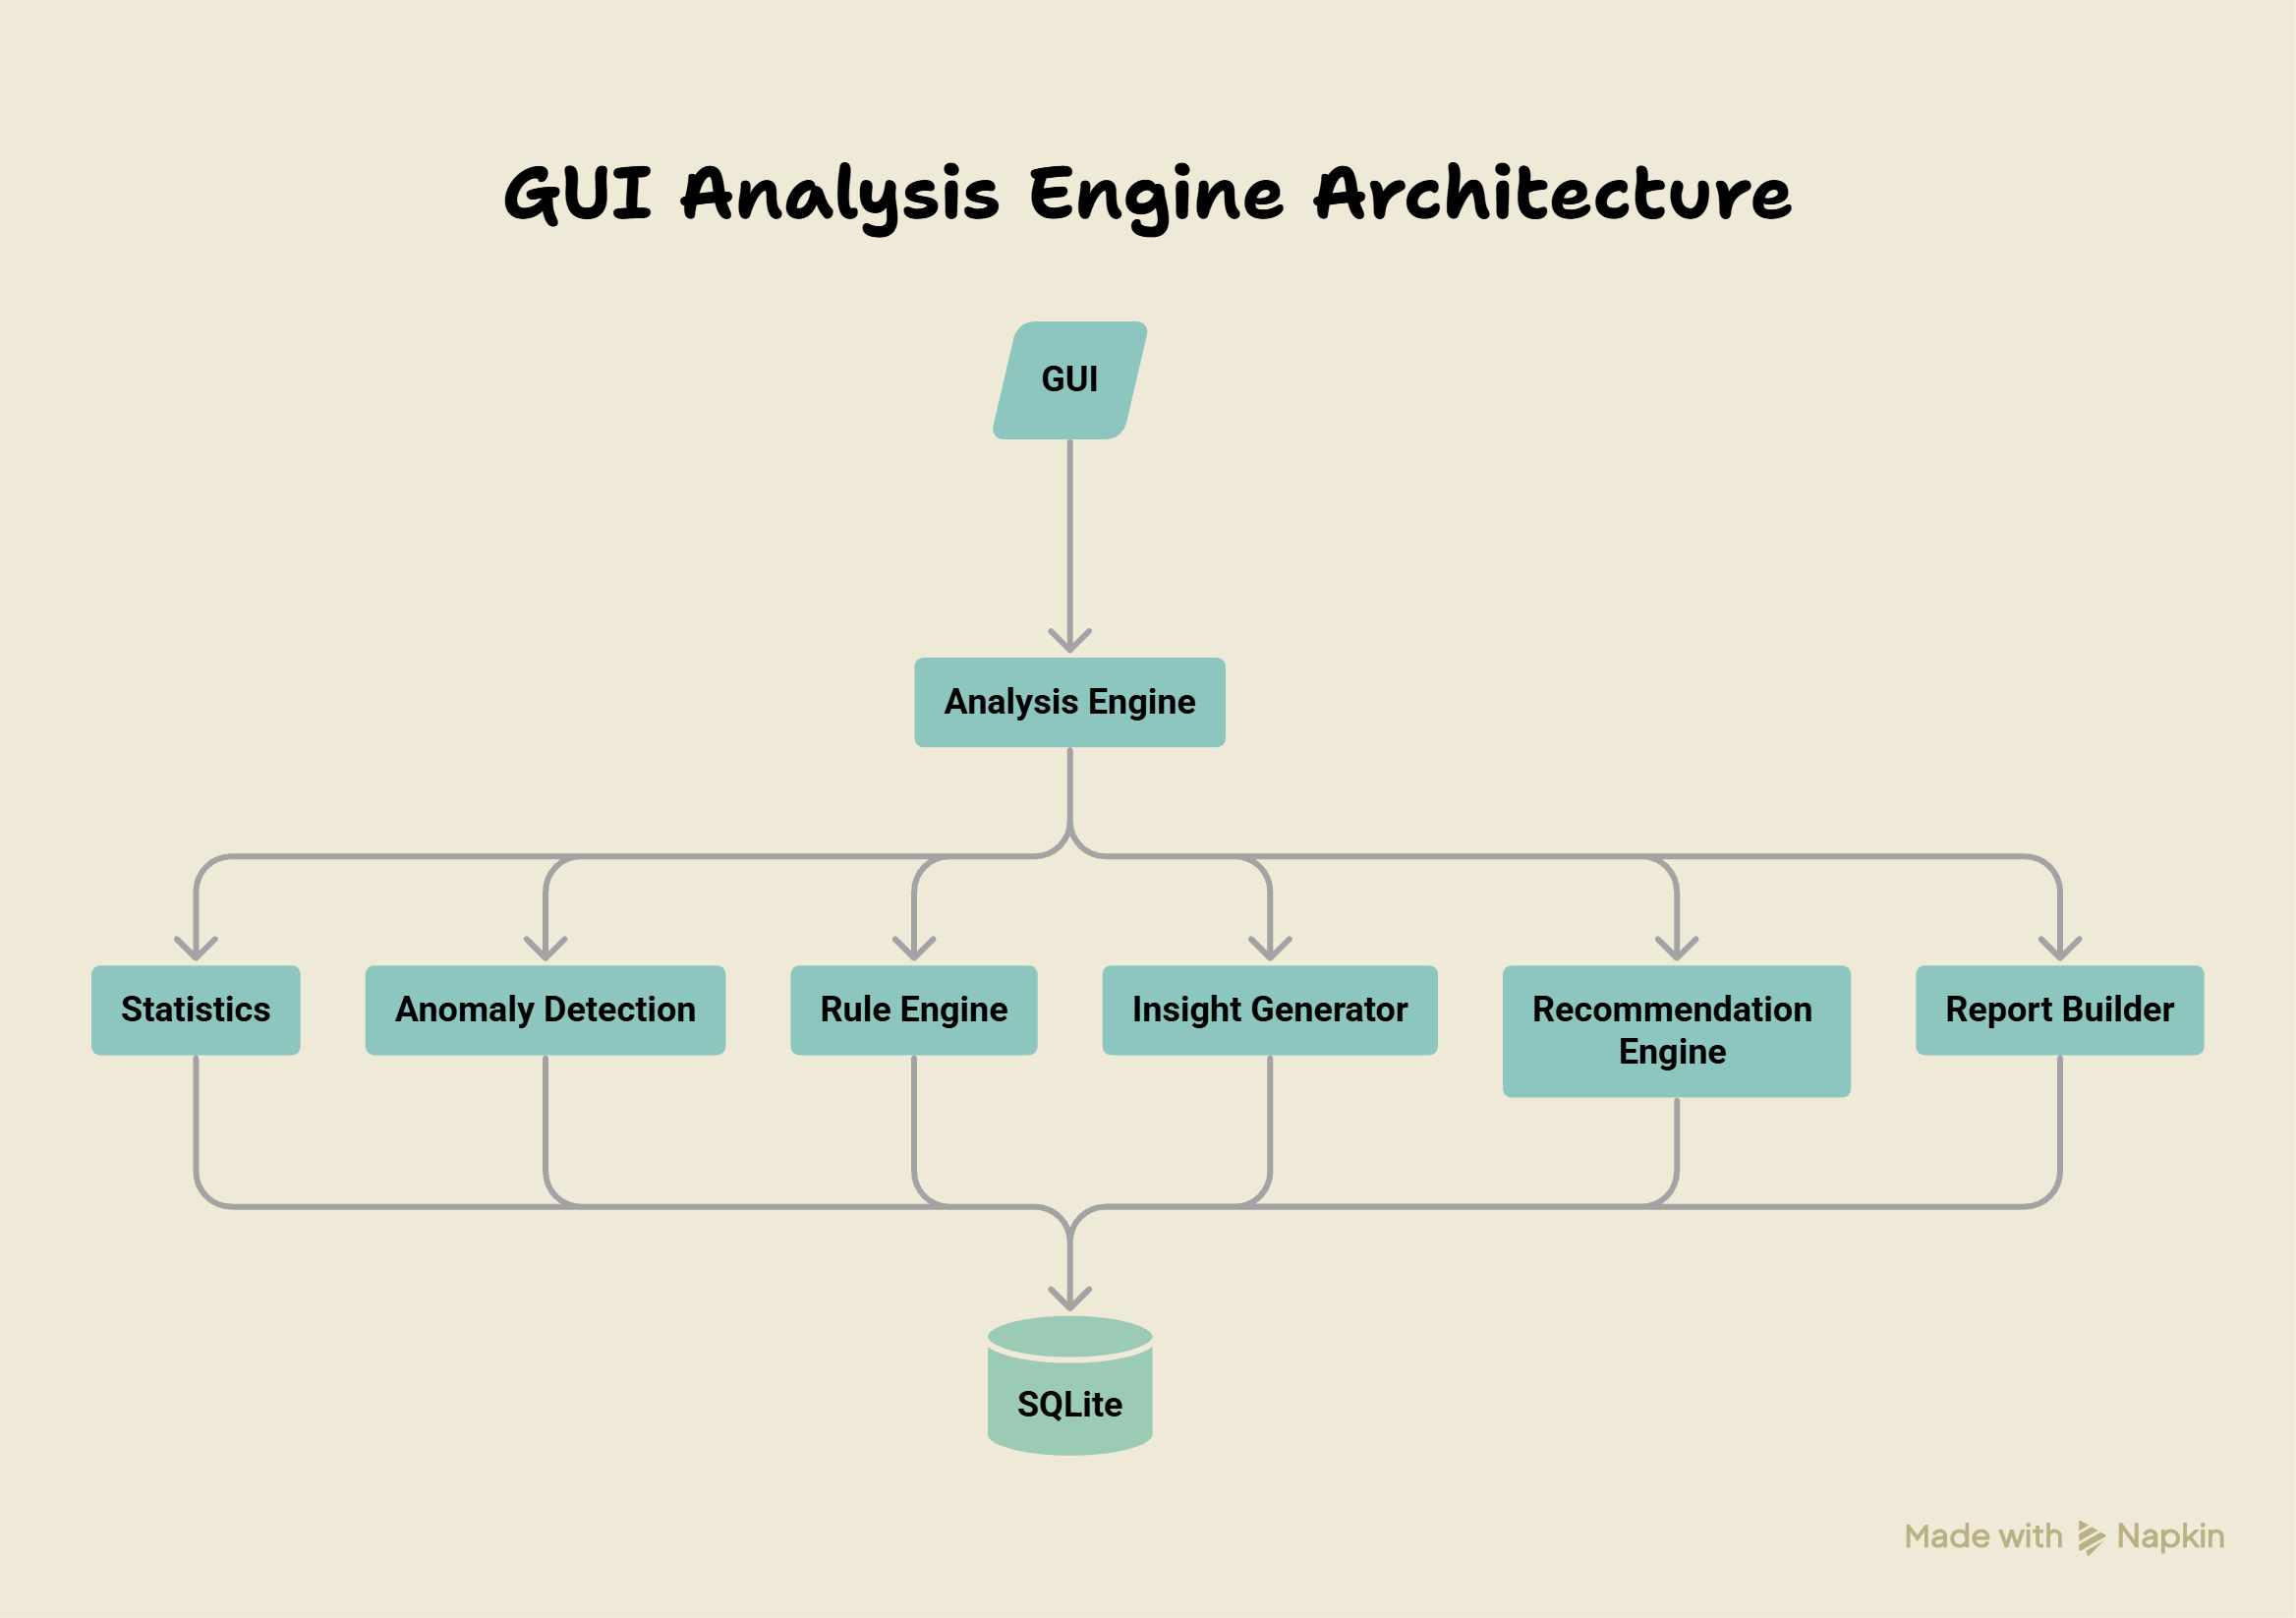 GUI Analysis Engine Architecture
GUI
Analysis Engine
Statistics
Anomaly Detection
Rule Engine
Insight Generator
Recommendation
Engine
Report Builder
SQLite
Made with Napkin